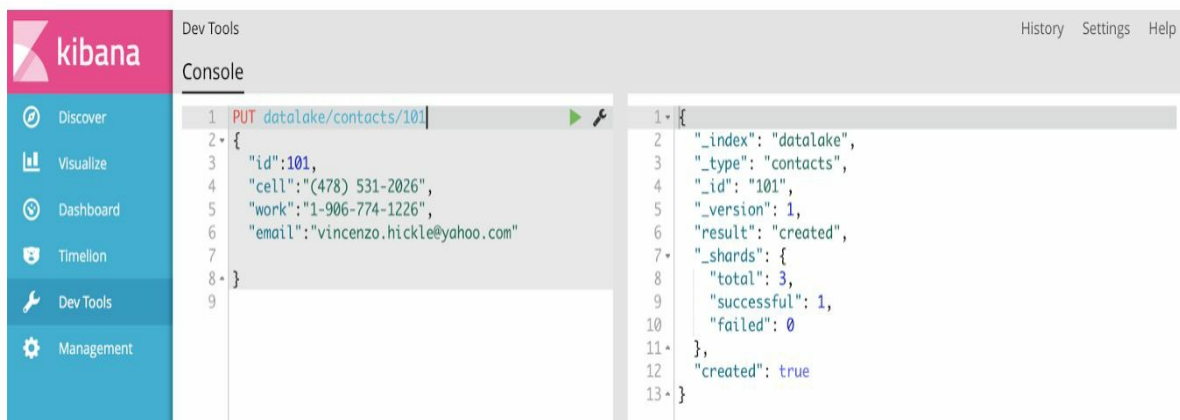 kibana
Discover
Visualize
Dashboard
Timelion
Dev Tools
Management
Dev Tools
History Settings Help
Console
1 PUT datalake/contacts/101
2 {
3 "id":101,
4 "cell":"(478) 531-2026",
5 "work":"1-906-774-1226",
6 "email":"vincenzo.hickle@yahoo.com"
7
8 }
9
1 {
2 "_index": "datalake",
3 "_type": "contacts",
4 "_id": "101",
5 "_version": 1,
6 "result": "created",
7 "_shards": {
8 "total": 3,
9 "successful": 1,
10 "failed": 0
11 },
12 "created": true
13 }